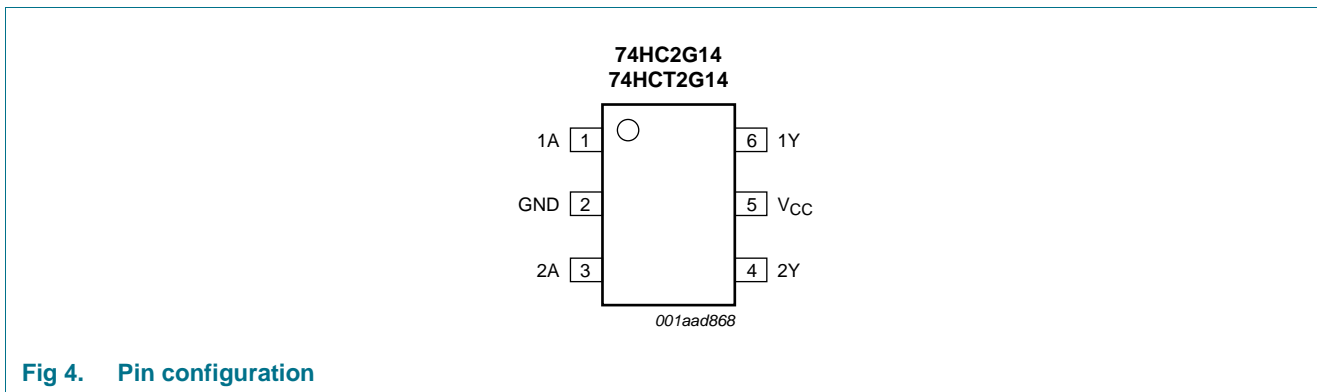 74HC2G14
74HCT2G14
1A 1 6 1Y
GND 2 5 VCC
2A 3 4 2Y
001aad868
Fig 4. Pin configuration